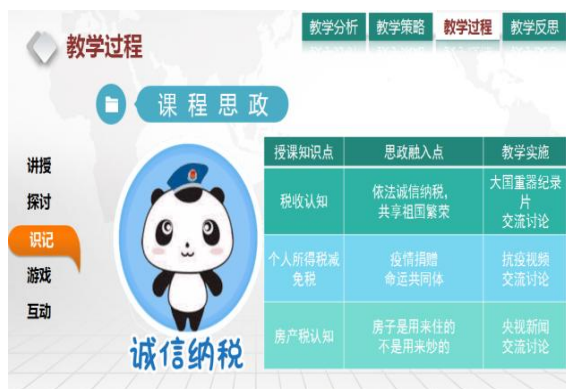 教学分析 教学策略 教学过程 教学反思
教学过程
课程思政
讲授
探讨
识记
游戏
互动
诚信纳税
授课知识点 思政融入点 教学实施
税收认知
依法诚信纳税,
共享祖国繁荣
大国重器纪录
片
交流讨论
个人所得税减
免税
疫情捐赠
命运共同体
抗疫视频
交流讨论
房产税认知
房子是用来住的
不是用来炒的
央视新闻
交流讨论